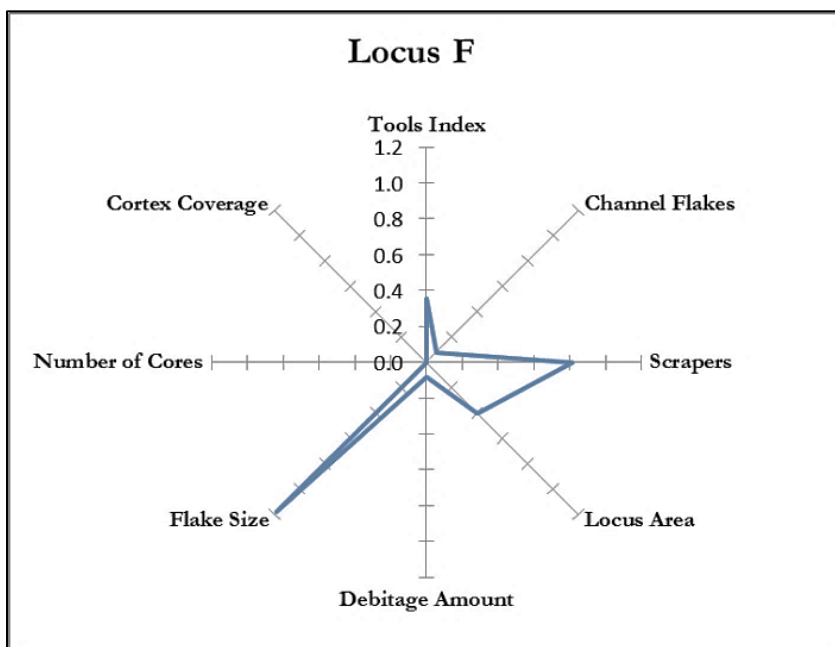 Locus F
Tools Index
1.2
1.0
0.8
0.6
0.4
0.2
0.0
Cortex Coverage
Channel Flakes
Number of Cores
Scrapers
Flake Size
Locus Area
Debitage Amount